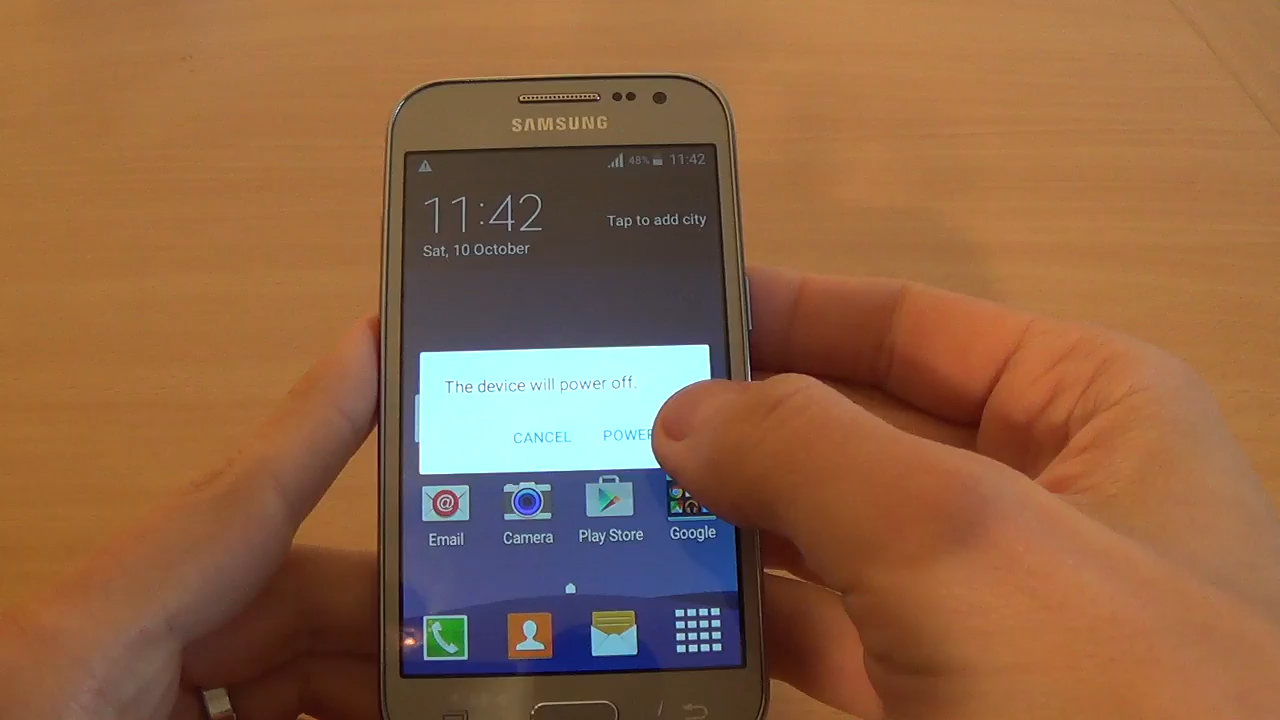 SAMSUNG
48% 11:42
11:42
Tap to add city
Sat, 10 October
The device will power off.
CANCEL POWER
Email Camera Play Store Google